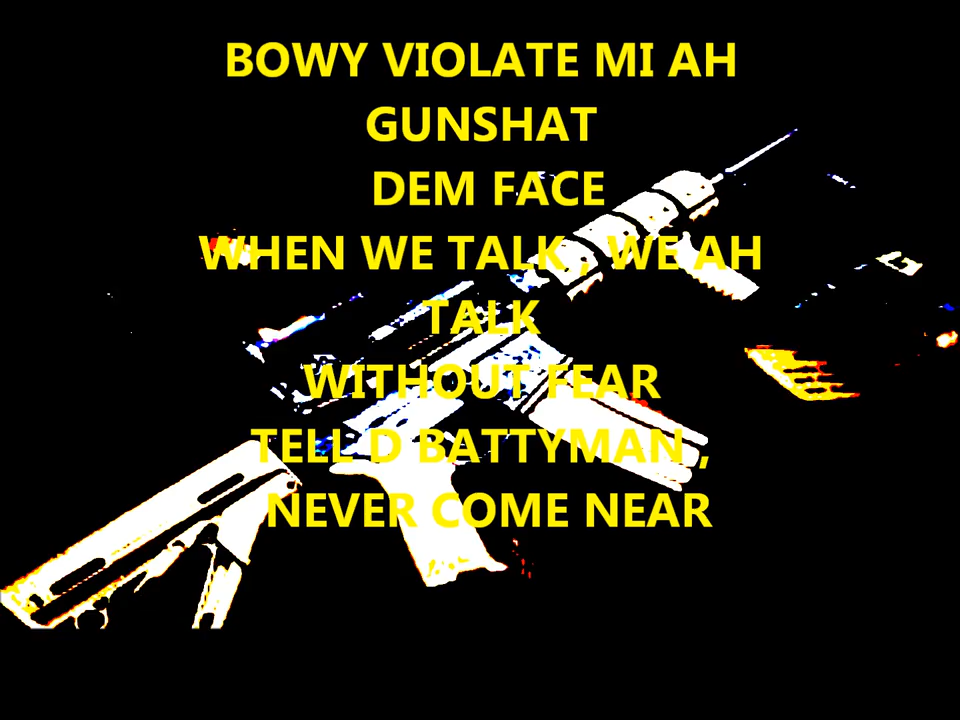 BOWY VIOLATE MI AH
GUNSHAT
DEM FACE
WHEN WE TALK , WE AH
TALK
WITHOUT FEAR
TELL D BATTYMAN ,
NEVER COME NEAR